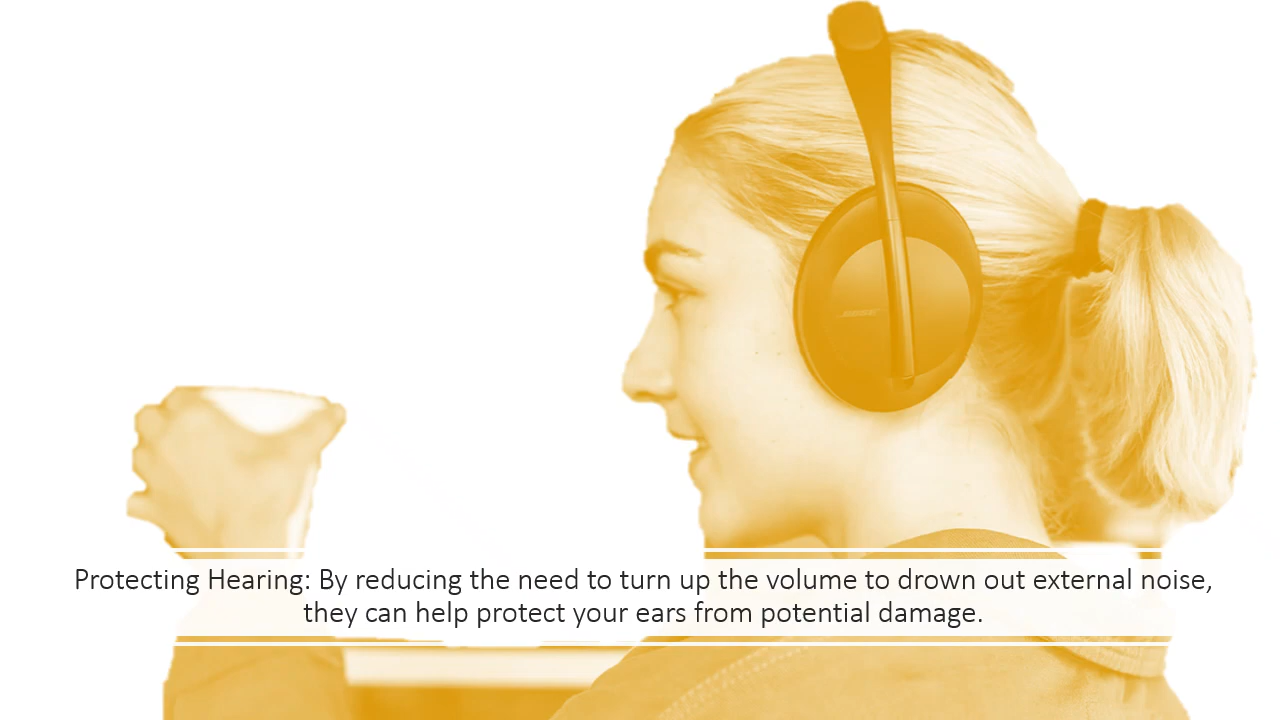 Protecting Hearing: By reducing the need to turn up the volume to drown out external noise,
they can help protect your ears from potential damage.